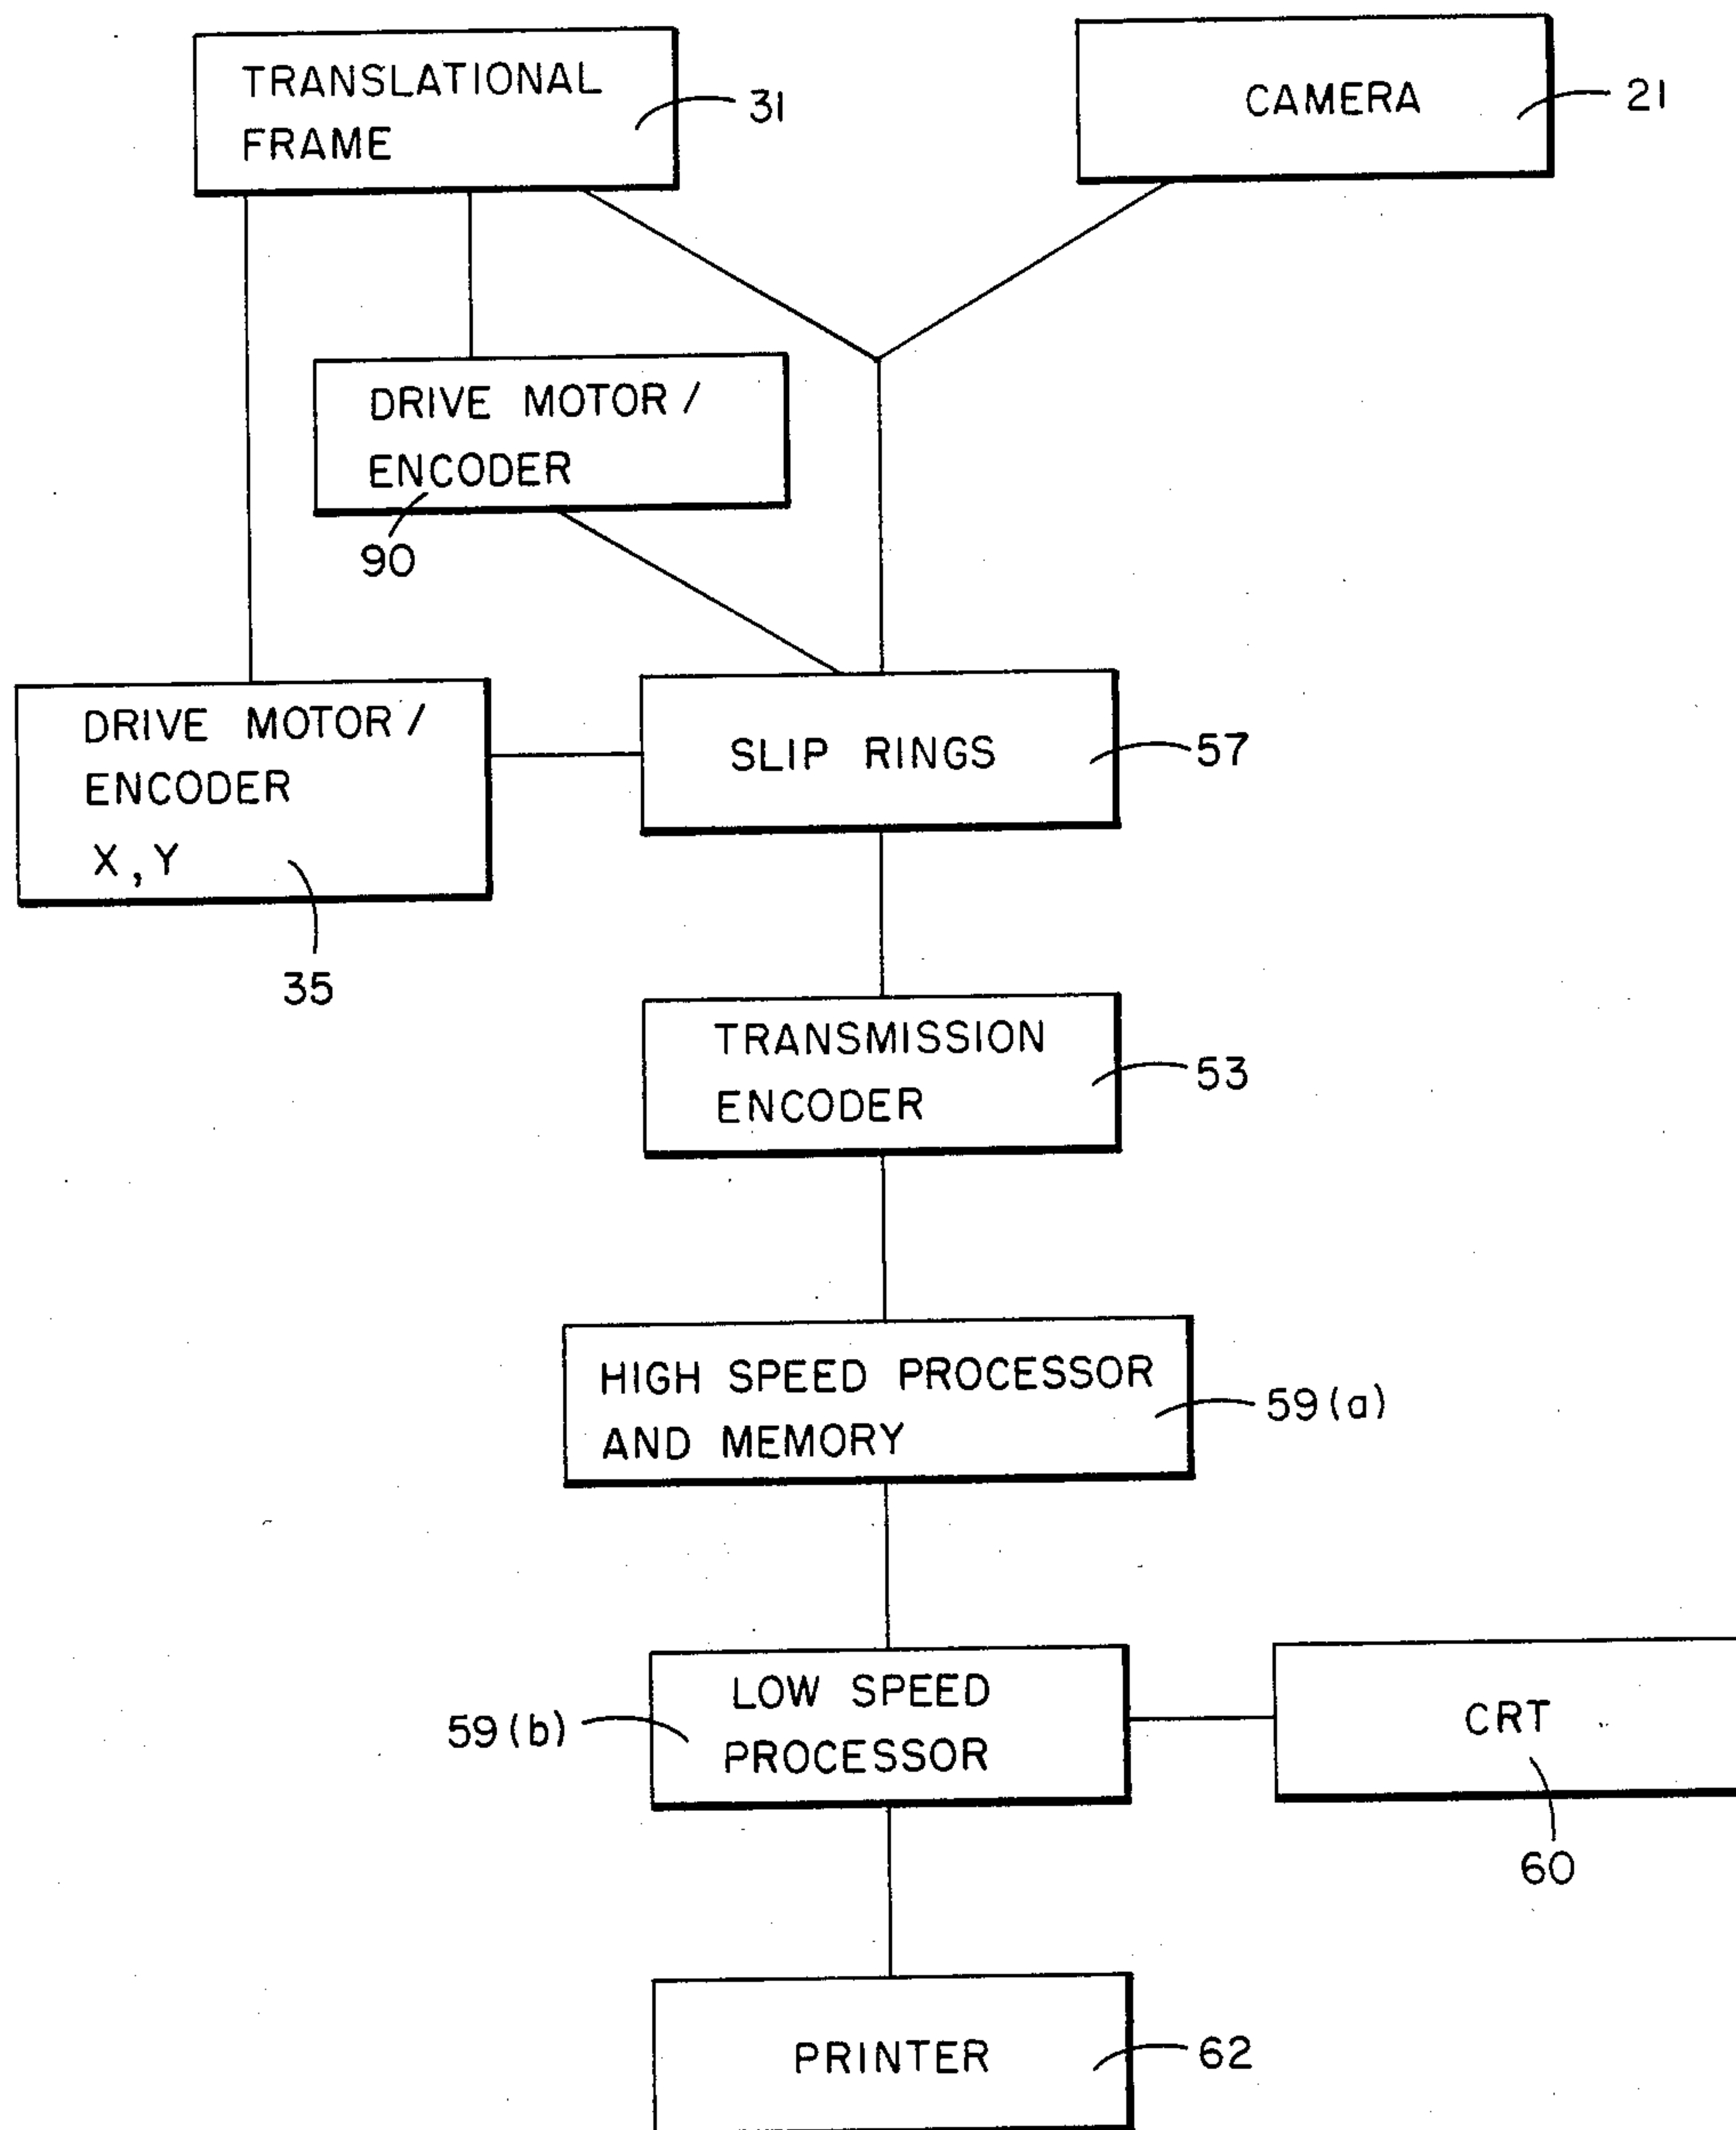 TRANSLATIONAL
FRAME
31
CAMERA
21
DRIVE MOTOR /
ENCODER
90
DRIVE MOTOR /
ENCODER
X, Y
35
SLIP RINGS
57
TRANSMISSION
ENCODER
53
HIGH SPEED PROCESSOR
AND MEMORY
59(a)
LOW SPEED
PROCESSOR
59(b)
CRT
60
PRINTER
62